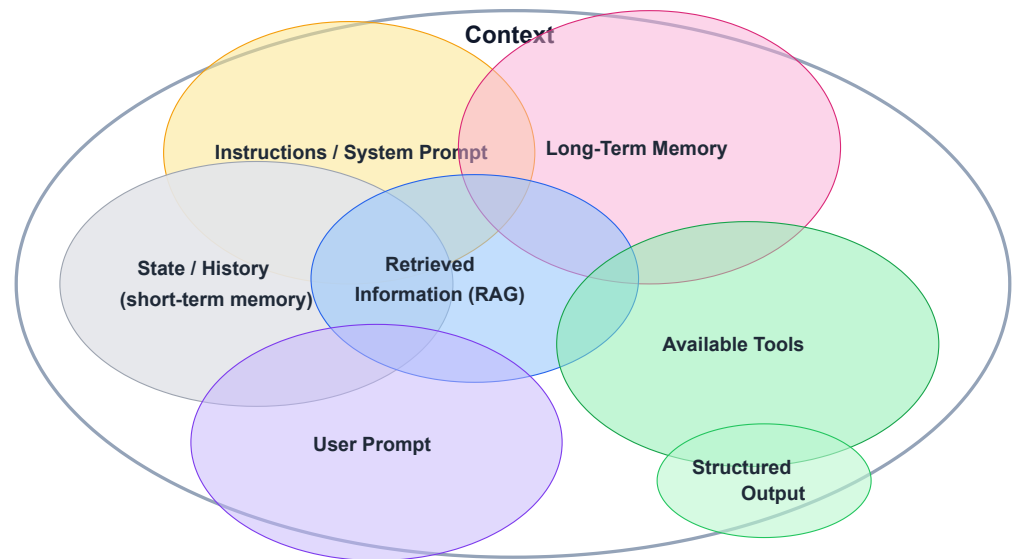 Context
Instructions / System Prompt
Long-Term Memory
State / History
(short-term memory)
Retrieved
Information (RAG)
Available Tools
User Prompt
Structured
Output